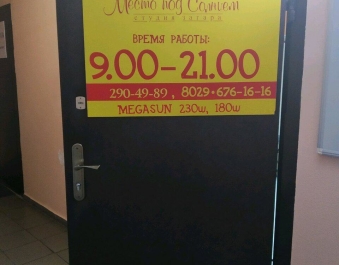 Место под Солнцем
студия загара
ВРЕМЯ РАБОТЫ:
9.00-21.00
290-49-89, 8029•676-16-16
MEGASUN 230ш, 180ш